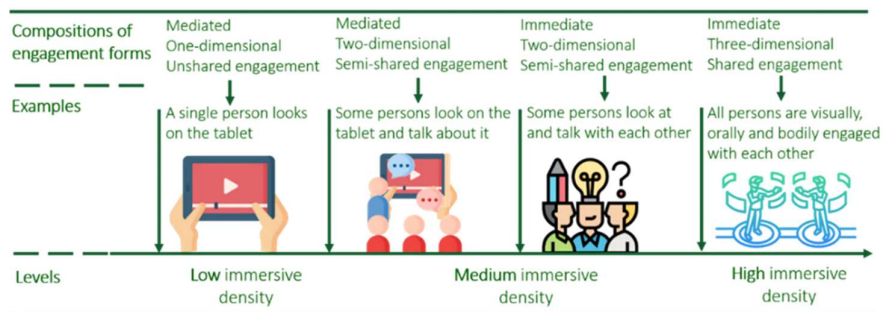 Compositions of
engagement forms
Mediated
One-dimensional
Unshared engagement
Mediated
Two-dimensional
Semi-shared engagement
Immediate
Two-dimensional
Semi-shared engagement
Immediate
Three-dimensional
Shared engagement
Examples
A single person looks
on the tablet
Some persons look on the
tablet and talk about it
Some persons look at
and talk with each other
All persons are visually,
orally and bodily engaged
with each other
?
Levels
Low immersive
density
Medium immersive
density
High immersive
density